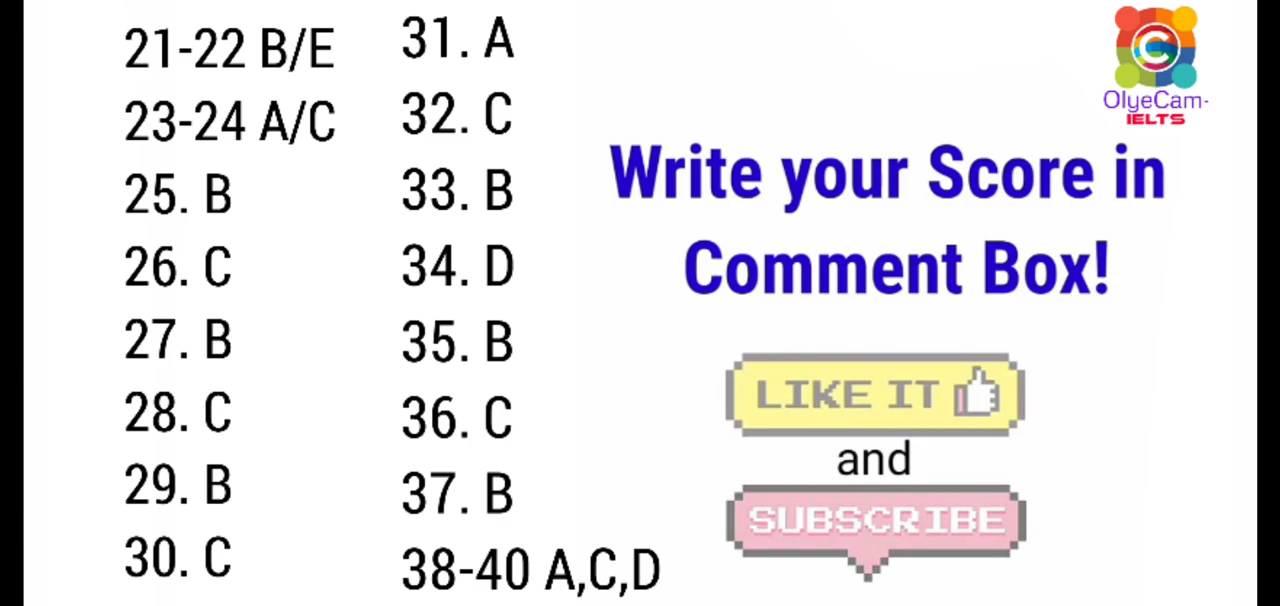 21-22 B/E
23-24 A/C
25. B
26. C
27. B
28. C
29. B
30. C
31. A
32. C
33. B
34. D
35. B
36. C
37. B
38-40 A,C,D
C
OlyeCam-
IELTS
Write your Score in
Comment Box!
LIKE IT
and
SUBSCRIBE